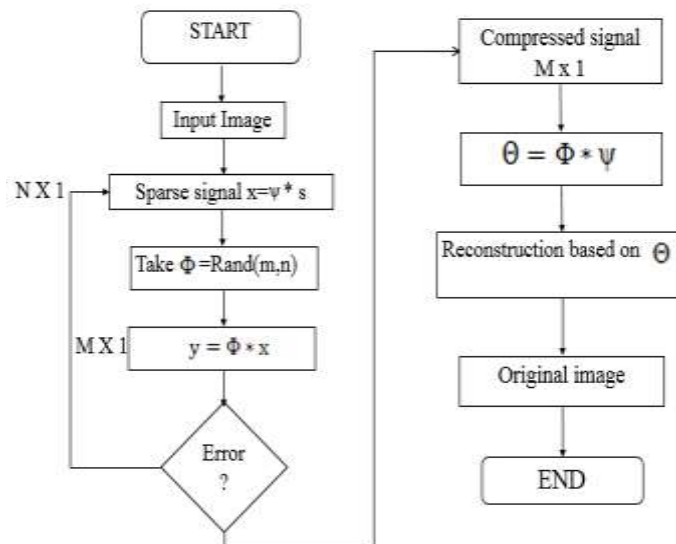 START
Input Image
N X 1
Sparse signal x=ψ* s
Take Φ=Rand(m,n)
M X 1
y = Φ * x
Error
?
Compressed signal
M x 1
Θ = Φ * ψ
Reconstruction based on Θ
Original image
END